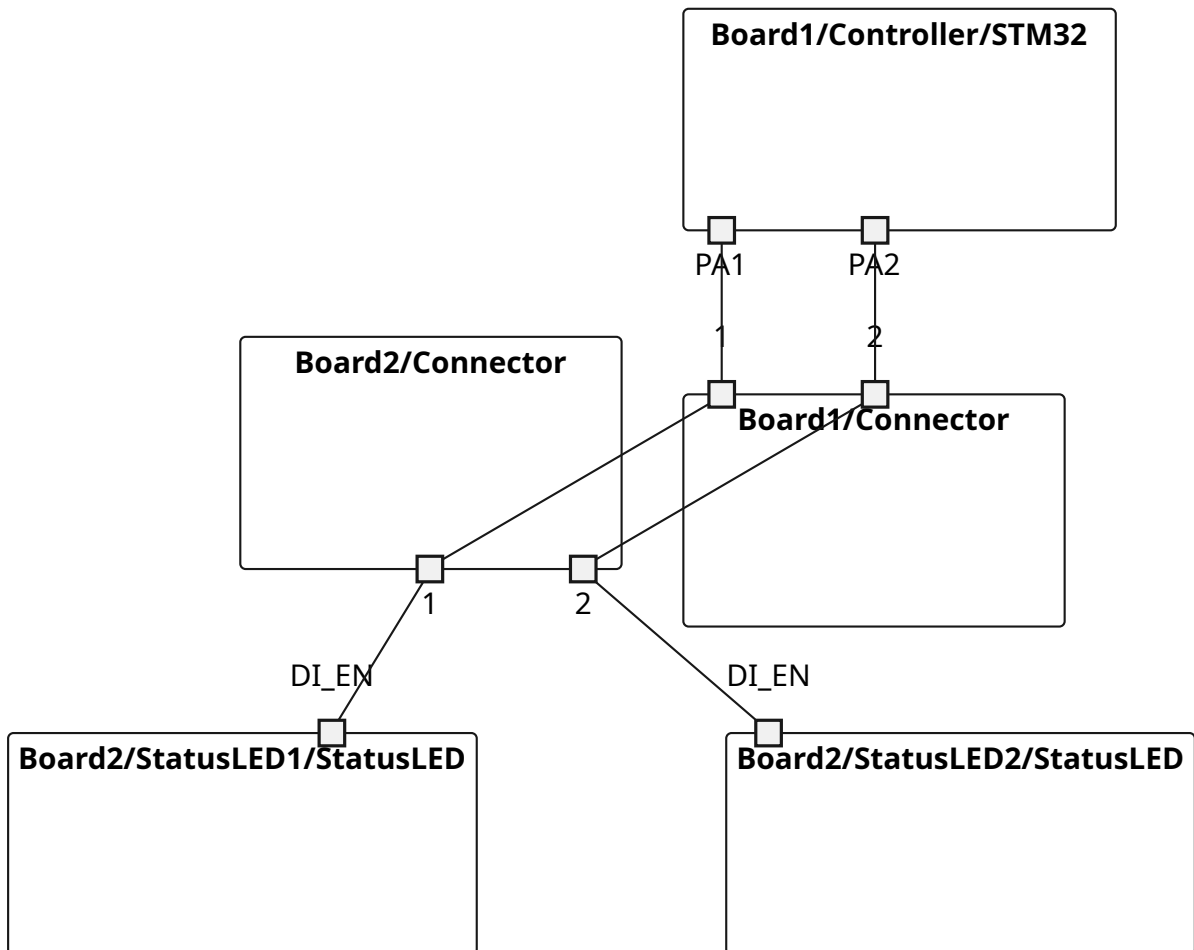 Board1/Controller/STM32
PA1 PA2
1 2
Board2/Connector
Board1/Connector
1 2
DI_EN DI_EN
Board2/StatusLED1/StatusLED
Board2/StatusLED2/StatusLED